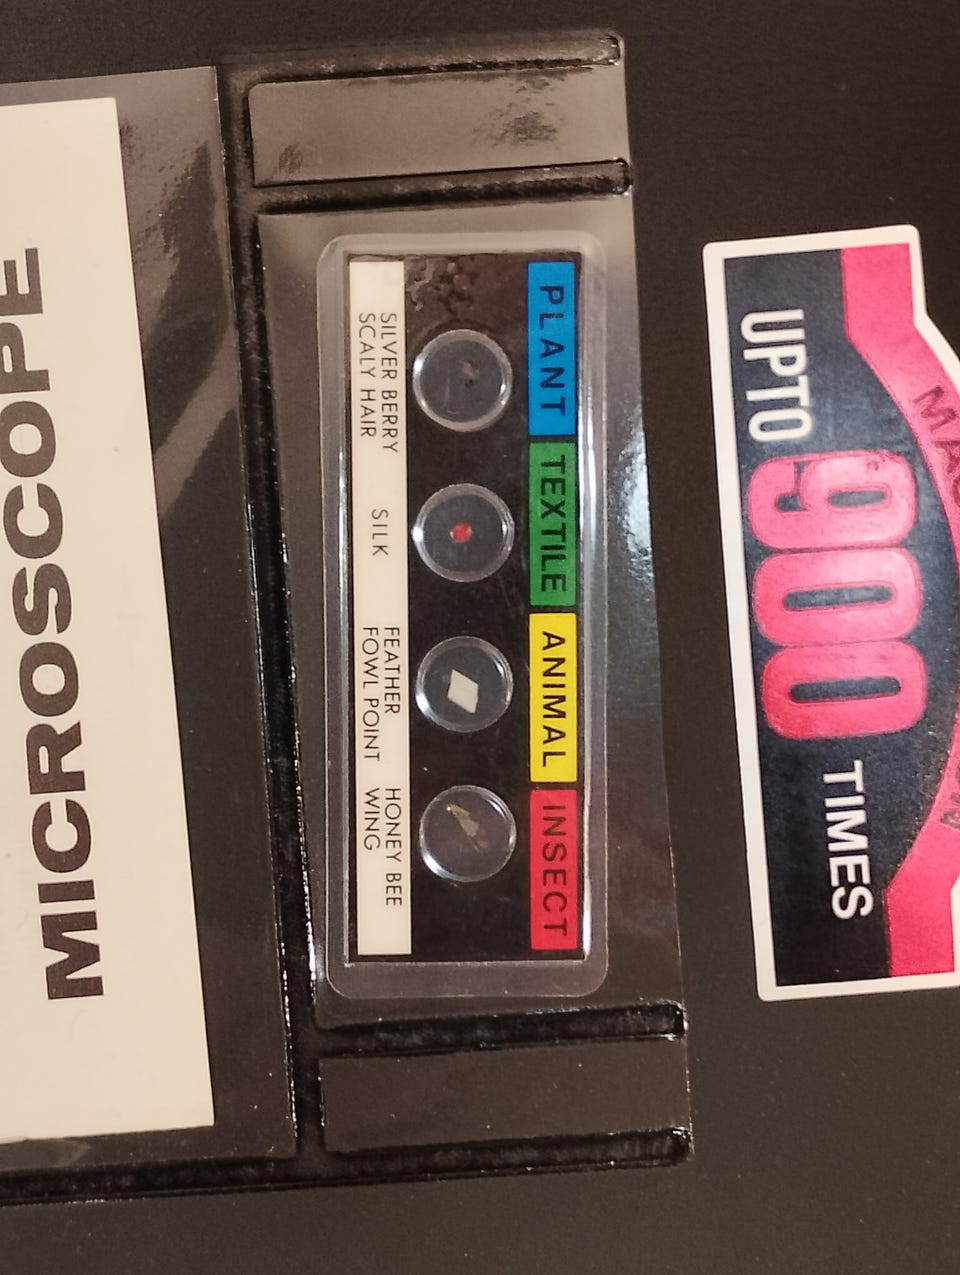 MICROSCOPE
PLANT
TEXTILE
ANIMAL
INSECT
SILVER BERRY
SCALY HAIR
SILK
FEATHER
FOWL POINT
HONEY BEE
WING
UPTO 900 TIMES